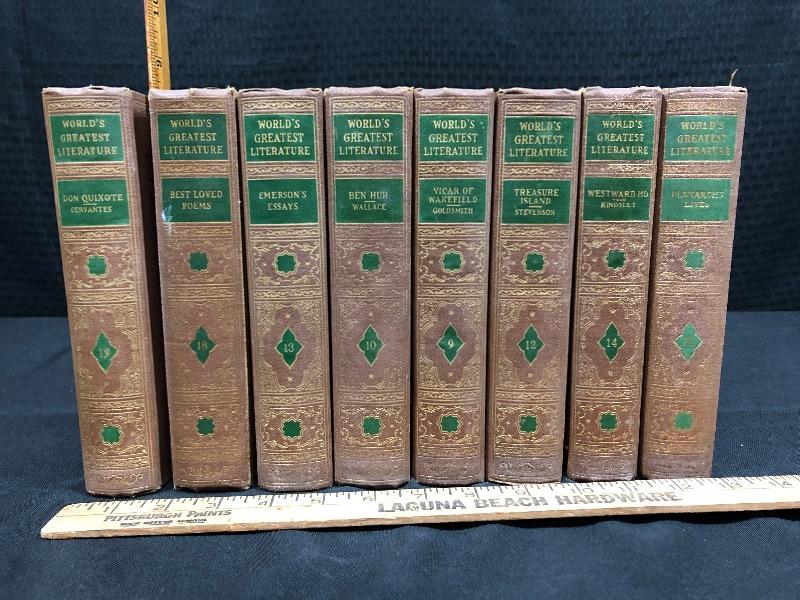 WORLD'S
GREATEST
LITERATURE
DON QUIXOTE
CERVANTES
19
WORLD'S
GREATEST
LITERATURE
BEST LOVED
POEMS
18
WORLD'S
GREATEST
LITERATURE
EMERSON'S
ESSAYS
13
WORLD'S
GREATEST
LITERATURE
BEN HUR
WALLACE
10
WORLD'S
GREATEST
LITERATURE
VICAR OF
WAKEFIELD
GOLDSMITH
9
WORLD'S
GREATEST
LITERATURE
TREASURE
ISLAND
STEVENSON
12
WORLD'S
GREATEST
LITERATURE
WESTWARD HO
KINGSLEY
14
WORLD'S
GREATEST
LITERATURE
PLUTARCH'S
LIVES
PITTSBURGH PAINTS
LAGUNA BEACH HARDWARE